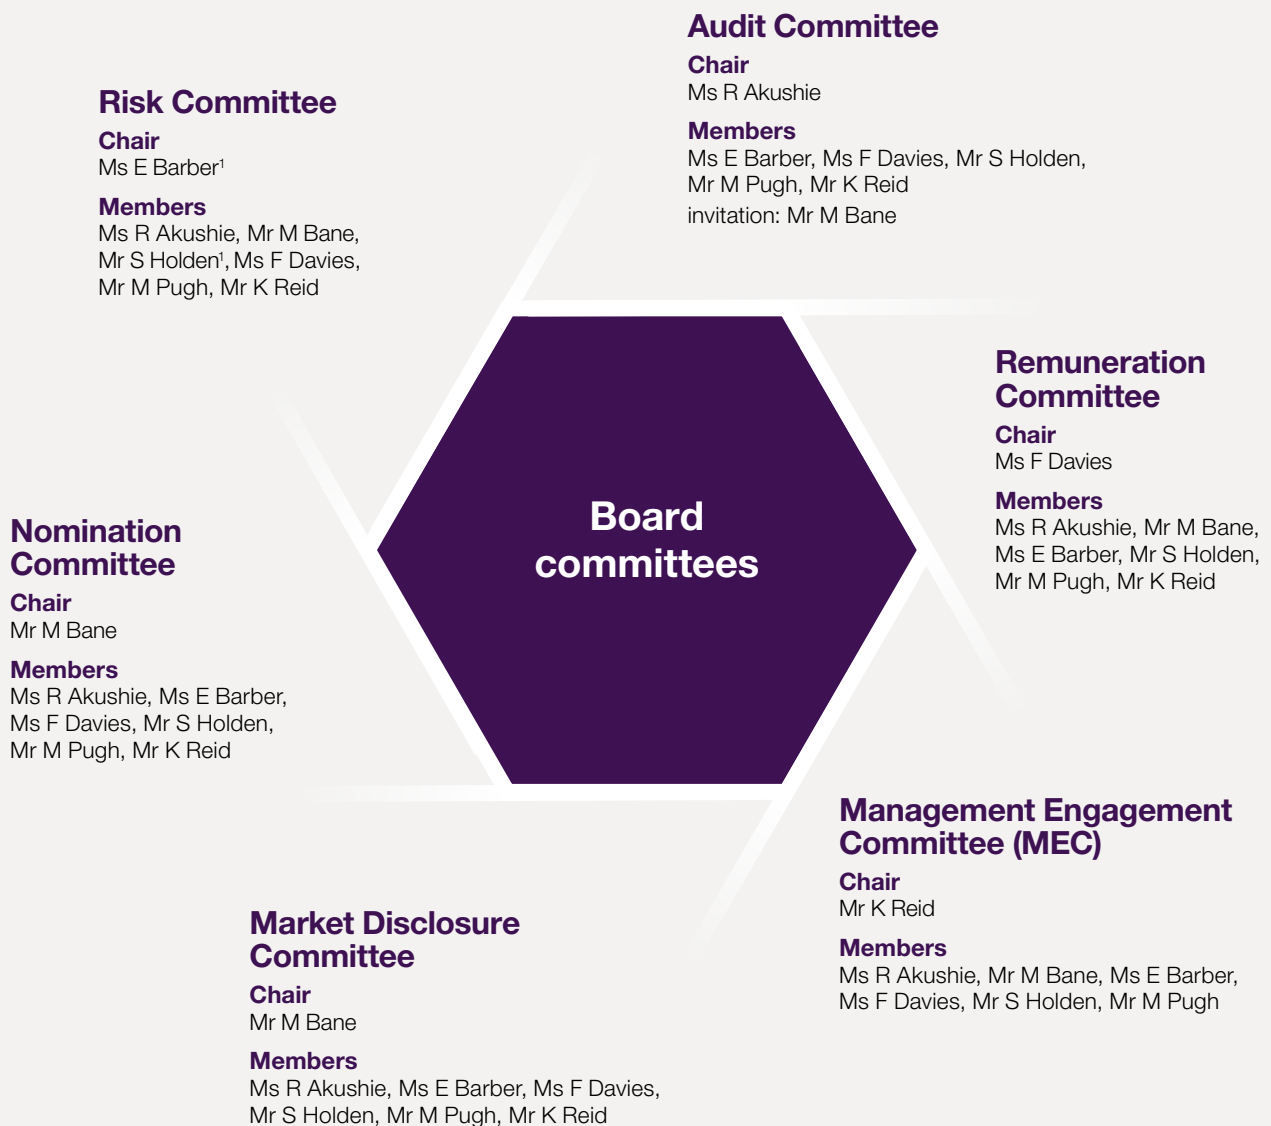 Audit Committee
Chair
Ms R Akushie
Members
Ms E Barber, Ms F Davies, Mr S Holden,
Mr M Pugh, Mr K Reid
invitation: Mr M Bane
Risk Committee
Chair
Ms E Barber¹
Members
Ms R Akushie, Mr M Bane,
Mr S Holden¹, Ms F Davies,
Mr M Pugh, Mr K Reid
Remuneration
Committee
Chair
Ms F Davies
Members
Ms R Akushie, Mr M Bane,
Ms E Barber, Mr S Holden,
Mr M Pugh, Mr K Reid
Board
committees
Nomination
Committee
Chair
Mr M Bane
Members
Ms R Akushie, Ms E Barber,
Ms F Davies, Mr S Holden,
Mr M Pugh, Mr K Reid
Management Engagement
Committee (MEC)
Chair
Mr K Reid
Members
Ms R Akushie, Mr M Bane, Ms E Barber,
Ms F Davies, Mr S Holden, Mr M Pugh
Market Disclosure
Committee
Chair
Mr M Bane
Members
Ms R Akushie, Ms E Barber, Ms F Davies,
Mr S Holden, Mr M Pugh, Mr K Reid